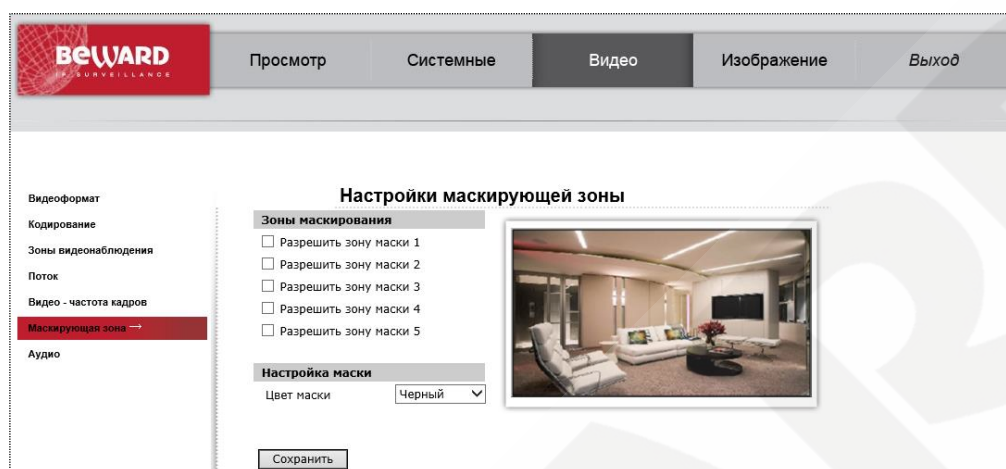 BEWARD
IP SURVEILLANCE
Просмотр
Системные
Видео
Изображение
Выход
Видеоформат
Кодирование
Зоны видеонаблюдения
Поток
Видео - частота кадров
Маскирующая зона →
Аудио
Настройки маскирующей зоны
Зоны маскирования
Разрешить зону маски 1
Разрешить зону маски 2
Разрешить зону маски 3
Разрешить зону маски 4
Разрешить зону маски 5
Настройка маски
Цвет маски Черный
Сохранить